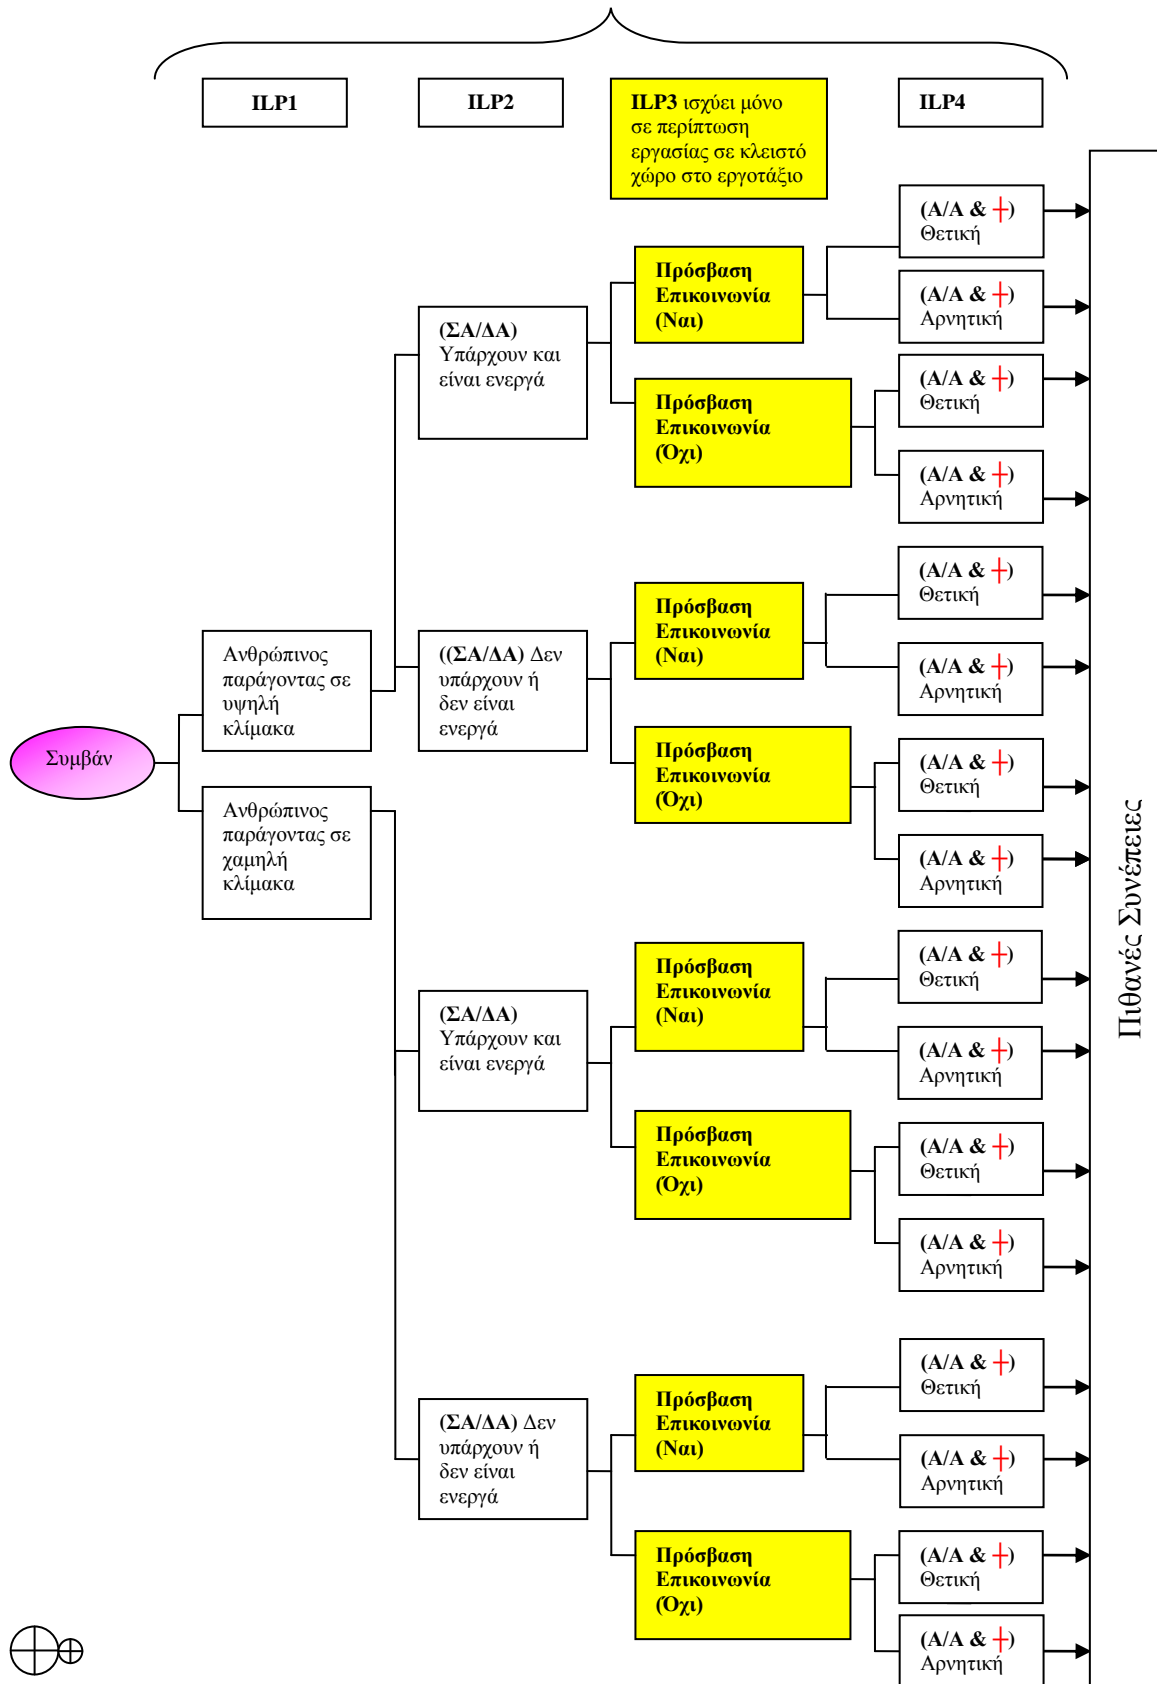 ILP1
ILP2
ILP3 ισχύει μόνο
σε περίπτωση
εργασίας σε κλειστό
χώρο στο εργοτάξιο
ILP4
(Α/Α & +)
Θετική
Πρόσβαση
Επικοινωνία
(Ναι)
(Α/Α & +)
Αρνητική
(ΣΑ/ΔΑ)
Υπάρχουν και
είναι ενεργά
(Α/Α & +)
Θετική
Πρόσβαση
Επικοινωνία
(Όχι)
(Α/Α & +)
Αρνητική
(Α/Α & +)
Θετική
Πρόσβαση
Επικοινωνία
(Ναι)
Ανθρώπινος
παράγοντας σε
υψηλή
κλίμακα
((ΣΑ/ΔΑ) Δεν
υπάρχουν ή
δεν είναι
ενεργά
(Α/Α & +)
Αρνητική
Συμβάν
Πρόσβαση
Επικοινωνία
(Όχι)
(Α/Α & +)
Θετική
Ανθρώπινος
παράγοντας σε
χαμηλή
κλίμακα
(Α/Α & +)
Αρνητική
Πιθανές Συνέπειες
(Α/Α & +)
Θετική
Πρόσβαση
Επικοινωνία
(Ναι)
(ΣΑ/ΔΑ)
Υπάρχουν και
είναι ενεργά
(Α/Α & +)
Αρνητική
Πρόσβαση
Επικοινωνία
(Όχι)
(Α/Α & +)
Θετική
(Α/Α & +)
Αρνητική
(Α/Α & +)
Θετική
Πρόσβαση
Επικοινωνία
(Ναι)
(ΣΑ/ΔΑ) Δεν
υπάρχουν ή
δεν είναι
ενεργά
(Α/Α & +)
Αρνητική
Πρόσβαση
Επικοινωνία
(Όχι)
(Α/Α & +)
Θετική
(Α/Α & +)
Αρνητική